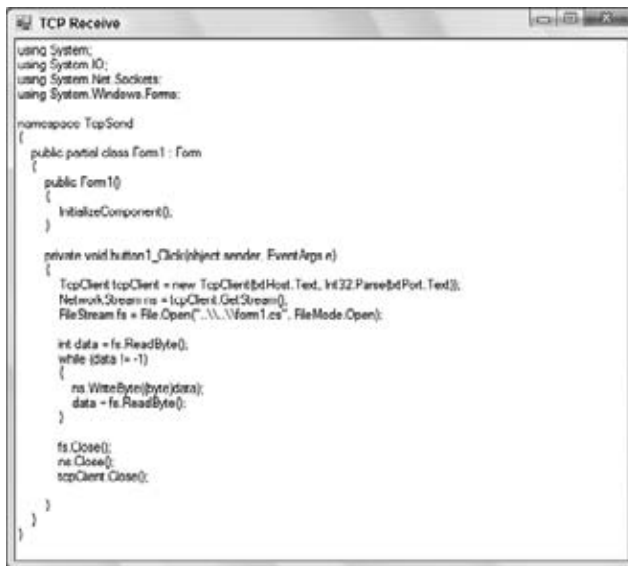 TCP Receive
using System;
using System.IO;
using System.Net.Sockets;
using System.Windows.Forms;
namespace TcpSend
{
public partial class Form1 : Form
{
public Form1()
{
InitializeComponent();
}
private void button1_Click(object sender, EventArgs e)
{
TcpClient tcpClient = new TcpClient(txtHost.Text, Int32.Parse(txtPort.Text));
NetworkStream ns = tcpClient.GetStream();
FileStream fs = File.Open("..\\..\\form1.cs", FileMode.Open);
int data = fs.ReadByte();
while (data != -1)
{
ns.WriteByte((byte)data);
data = fs.ReadByte();
}
fs.Close();
ns.Close();
tcpClient.Close();
}
}
}